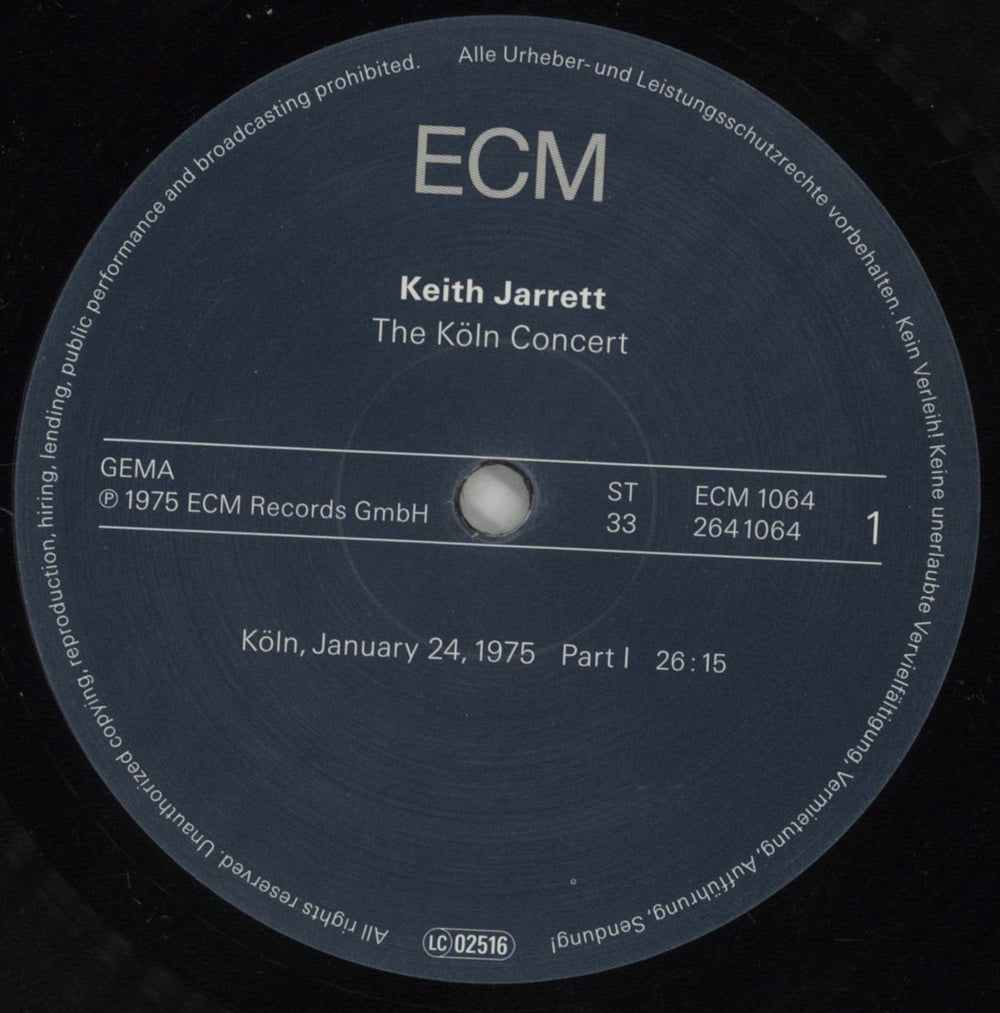 ECM
Keith Jarrett
The Köln Concert
GEMA
℗ 1975 ECM Records GmbH
ST
33
ECM 1064
2641064
1
Köln, January 24, 1975 Part I 26:15
Alle Urheber- und Leistungsschutzrechte vorbehalten. Kein Verleih! Keine unerlaubte Vervielfältigung, Vermietung, Aufführung, Sendung!
LC 02516
All rights reserved. Unauthorized copying, reproduction, hiring, lending, public performance and broadcasting prohibited.